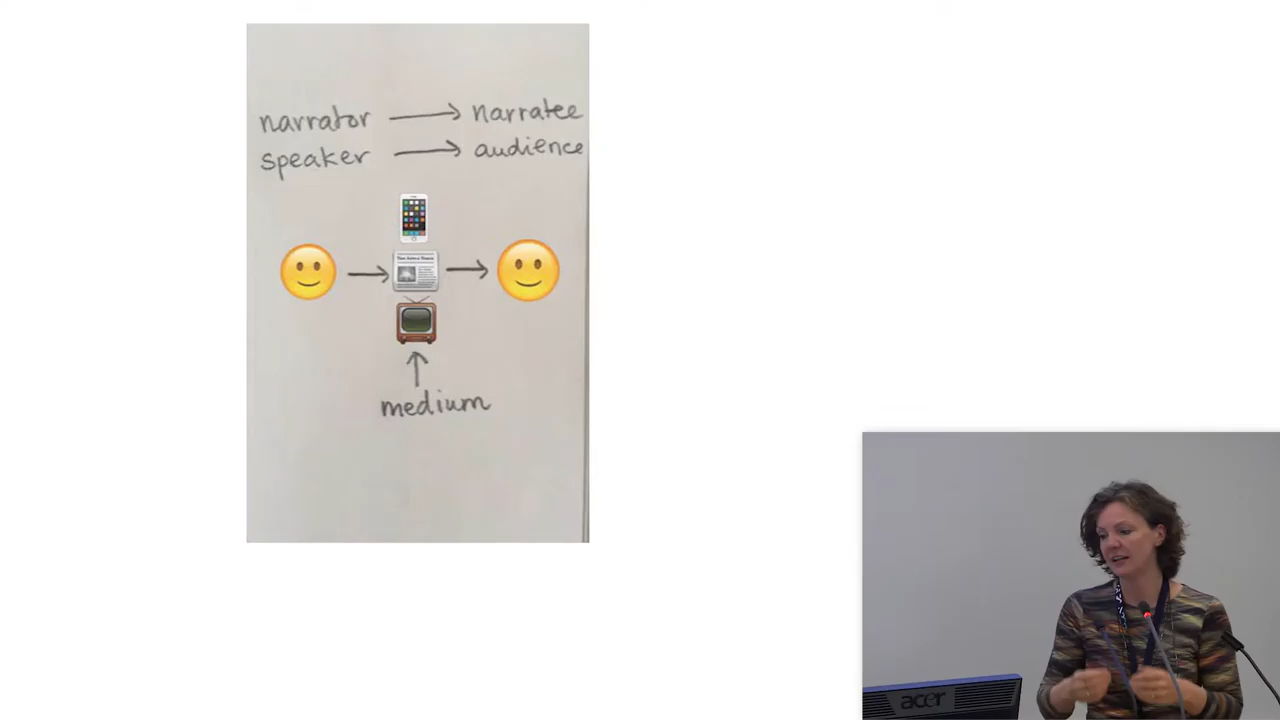 narrator → narratee
speaker → audience
medium
acer